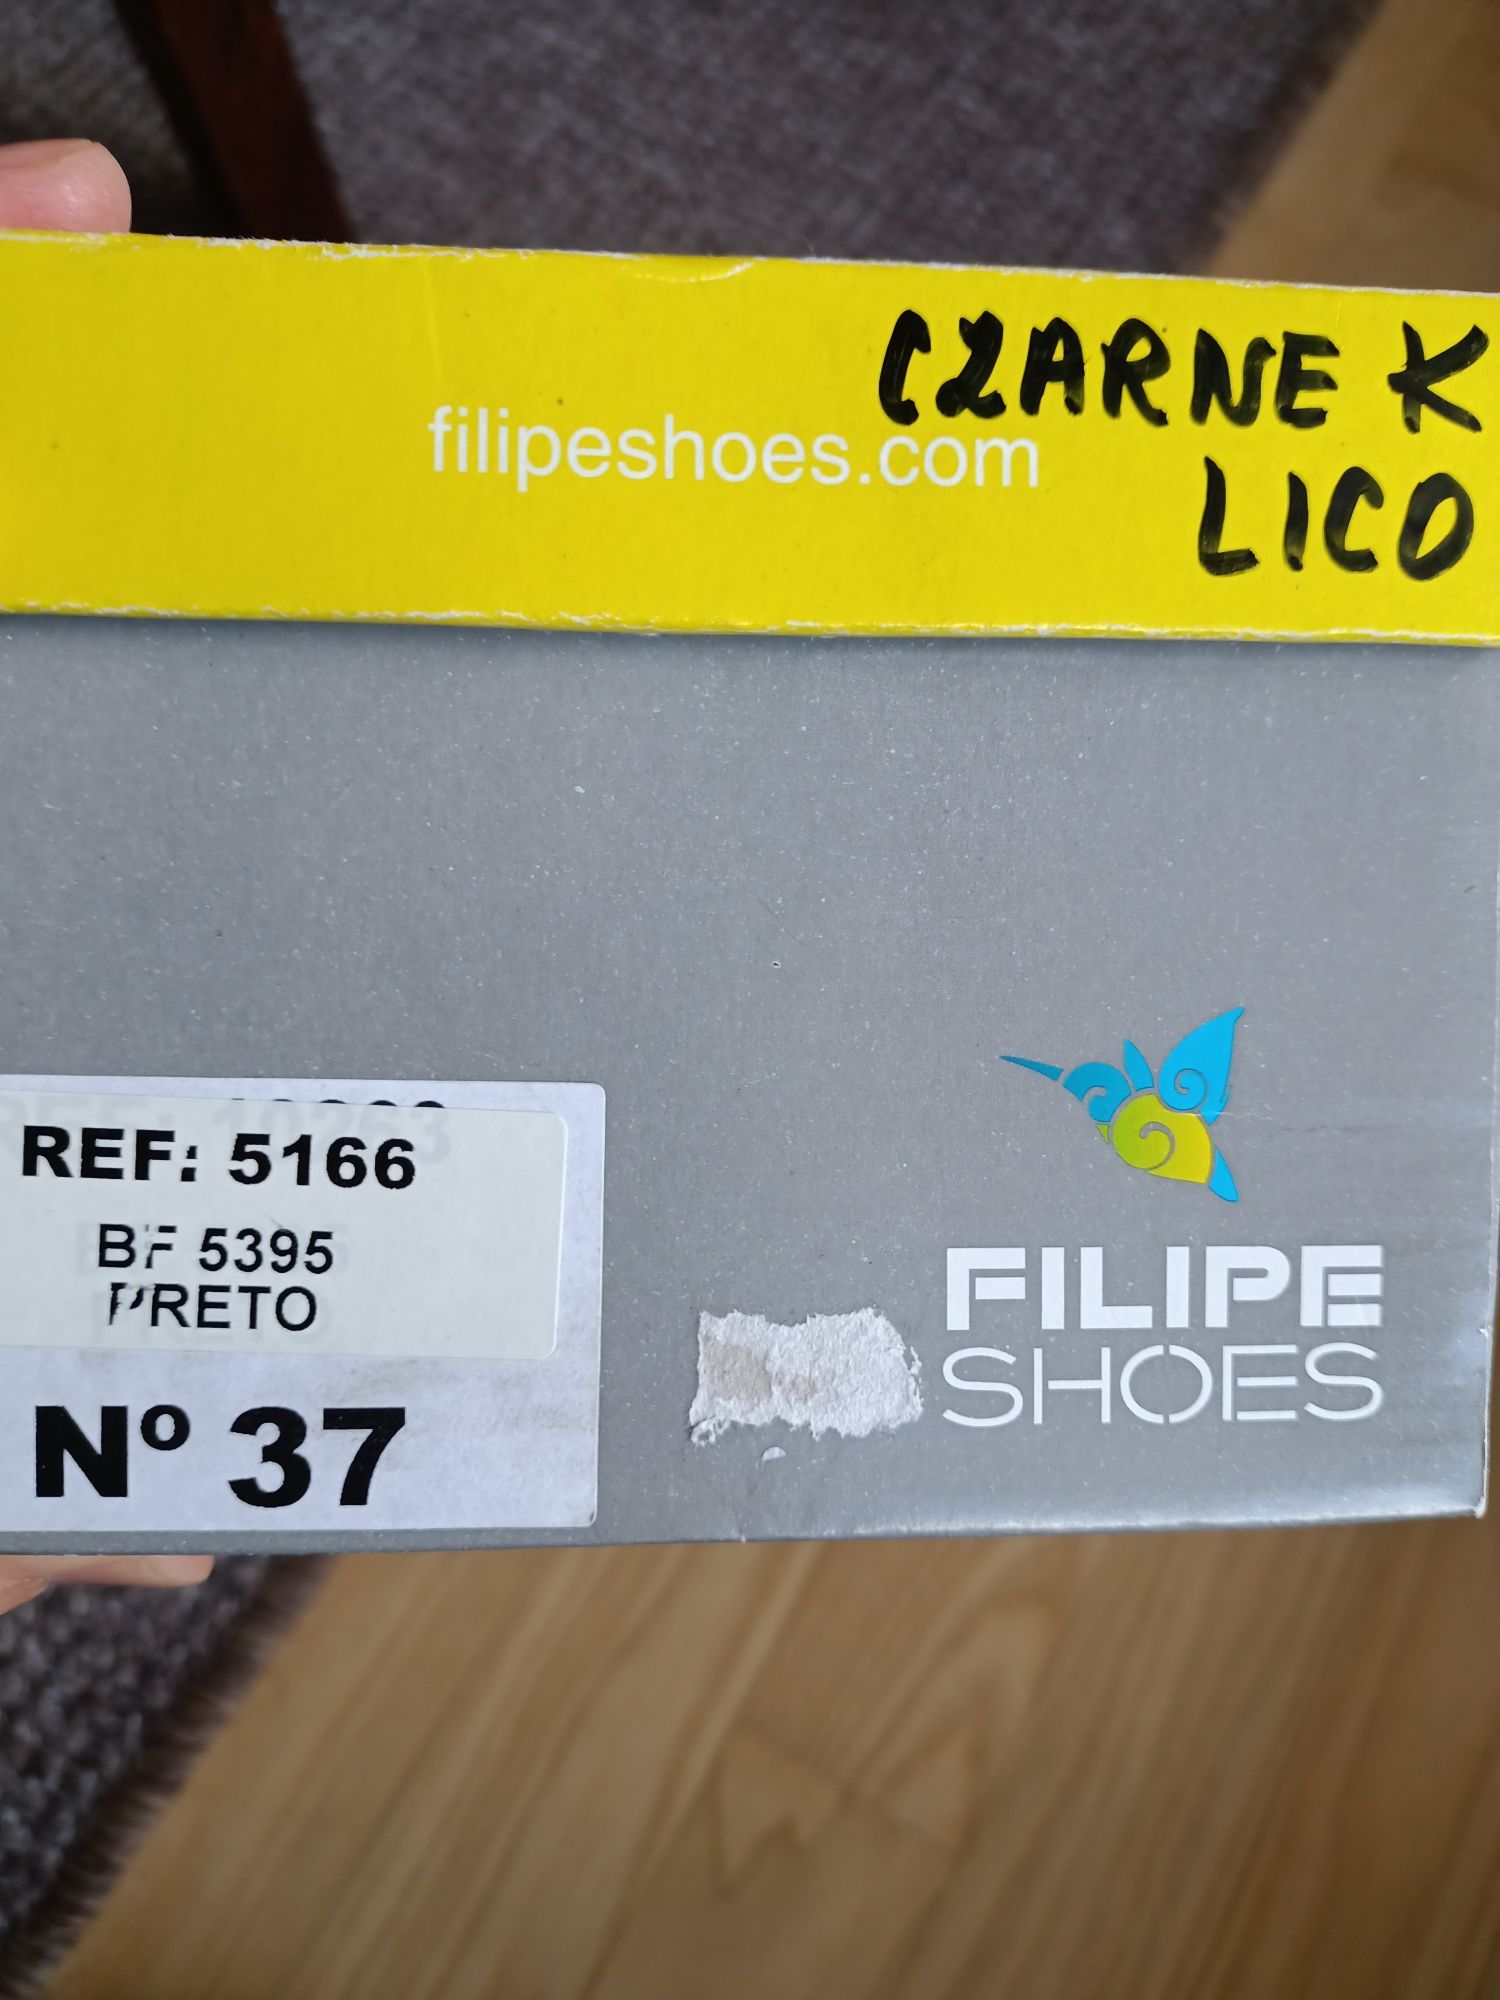 CZARNE K
filipeshoes.com
LICO
REF: 5166
BF 5395
PRETO
Nº 37
FILIPE
SHOES